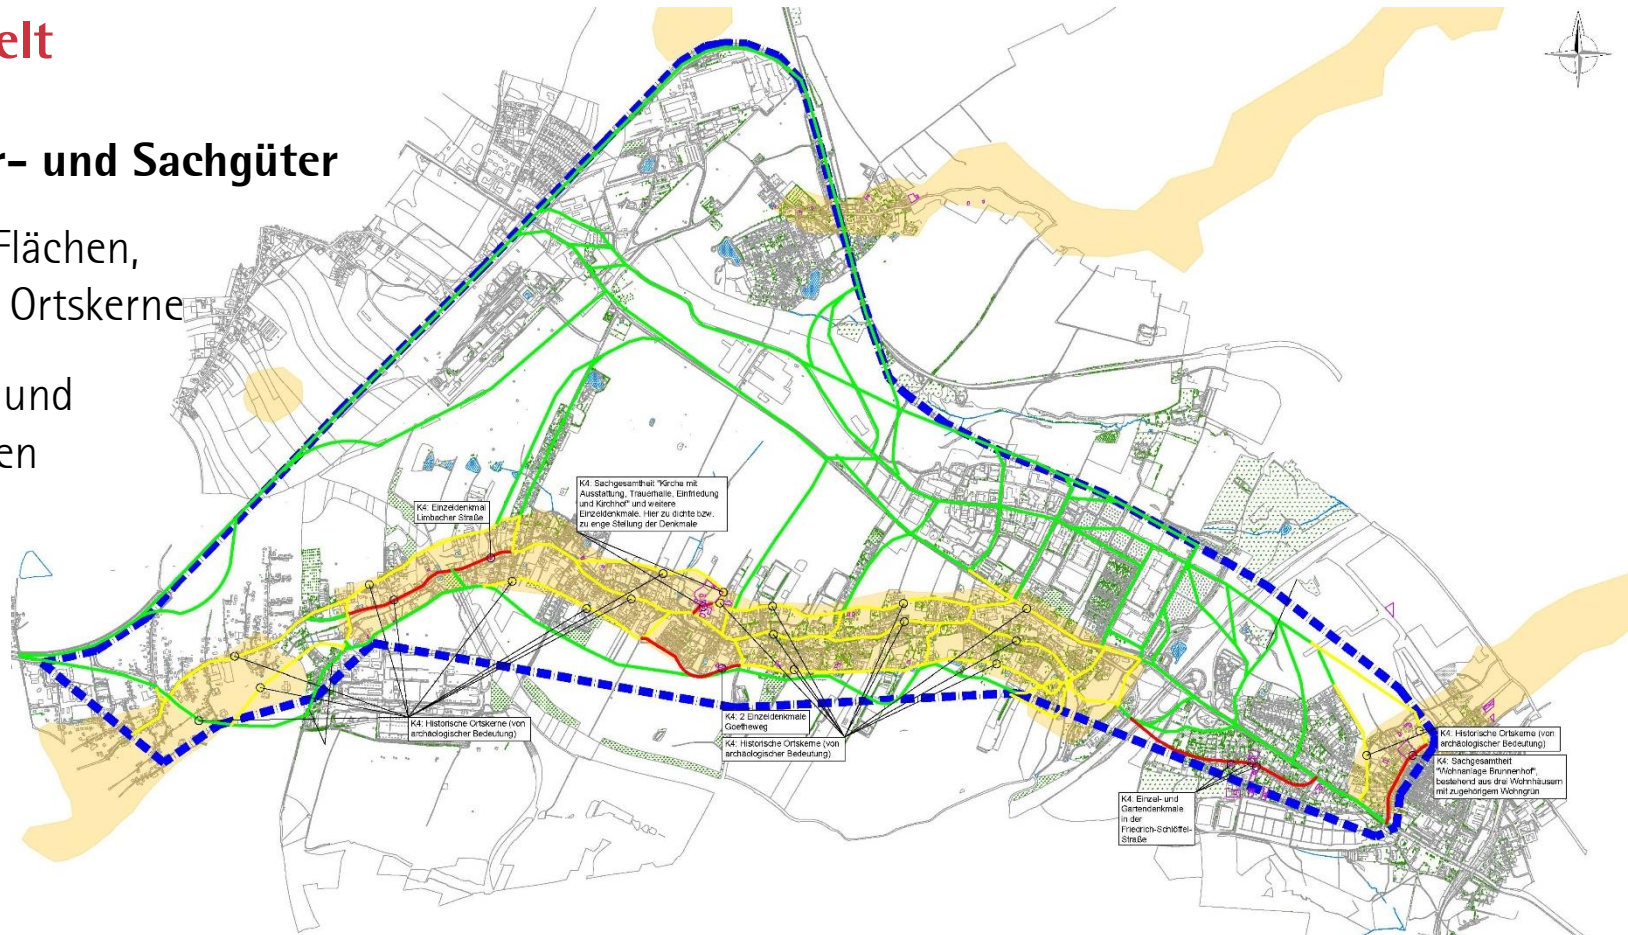 elt
r- und Sachgüter
Flächen,
Ortskerne
und
en
K4: Einzeldenkmal
Limbacher Straße
K4: Sachgesamtheit "Kirche mit
Ausstattung, Trauerhalle, Einfriedung
und Kirchhof" und weitere
Einzeldenkmale. Hier zu dichte bzw.
zu enge Stellung der Denkmale
K4: Historische Ortskerne (von
archäologischer Bedeutung)
K4: 2 Einzeldenkmale
Goetheweg
K4: Historische Ortskerne (von
archäologischer Bedeutung)
K4: Historische Ortskerne (von
archäologischer Bedeutung)
K4: Sachgesamtheit
"Wohnanlage Brunnenhof",
bestehend aus drei Wohnhäusern
mit zugehörigem Wohngrün
K4: Einzel- und
Gartendenkmale
in der
Friedrich-Schlöffel-
Straße